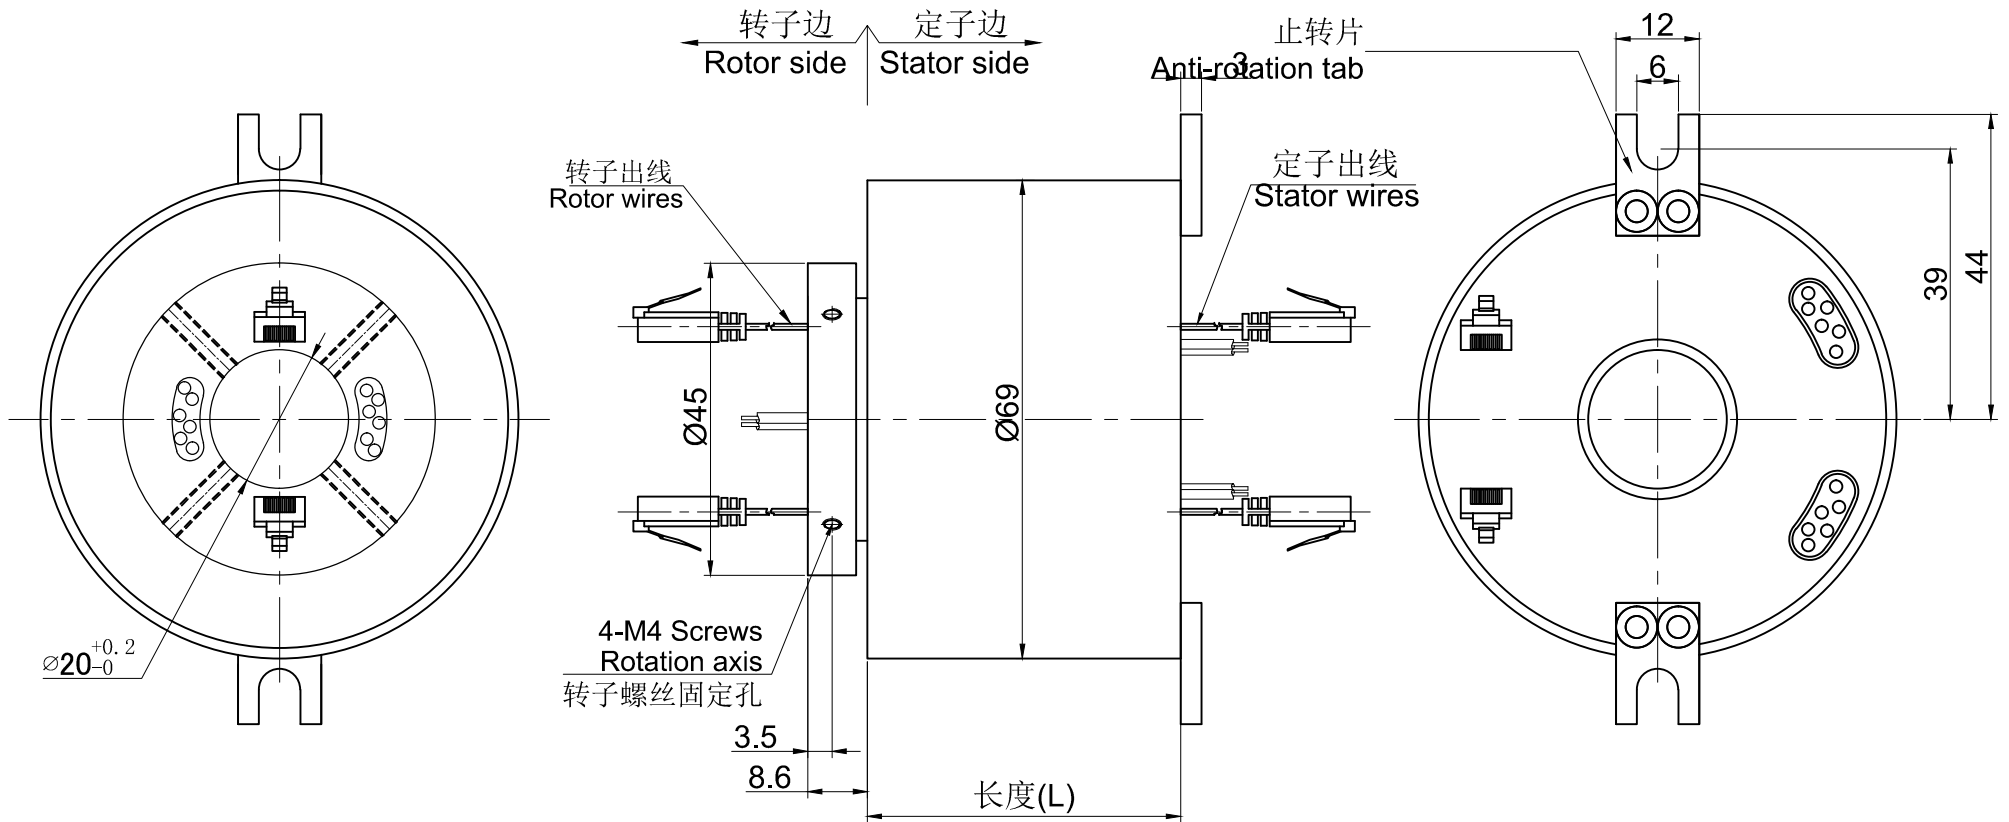 转子边
定子边
Rotor side
Stator side
止转片
Anti-rotation tab
3
12
6
转子出线
Rotor wires
定子出线
Stator wires
39
44
Ø45
Ø69
⌀20 +0.2
-0
4-M4 Screws
Rotation axis
转子螺丝固定孔
3.5
8.6
长度(L)